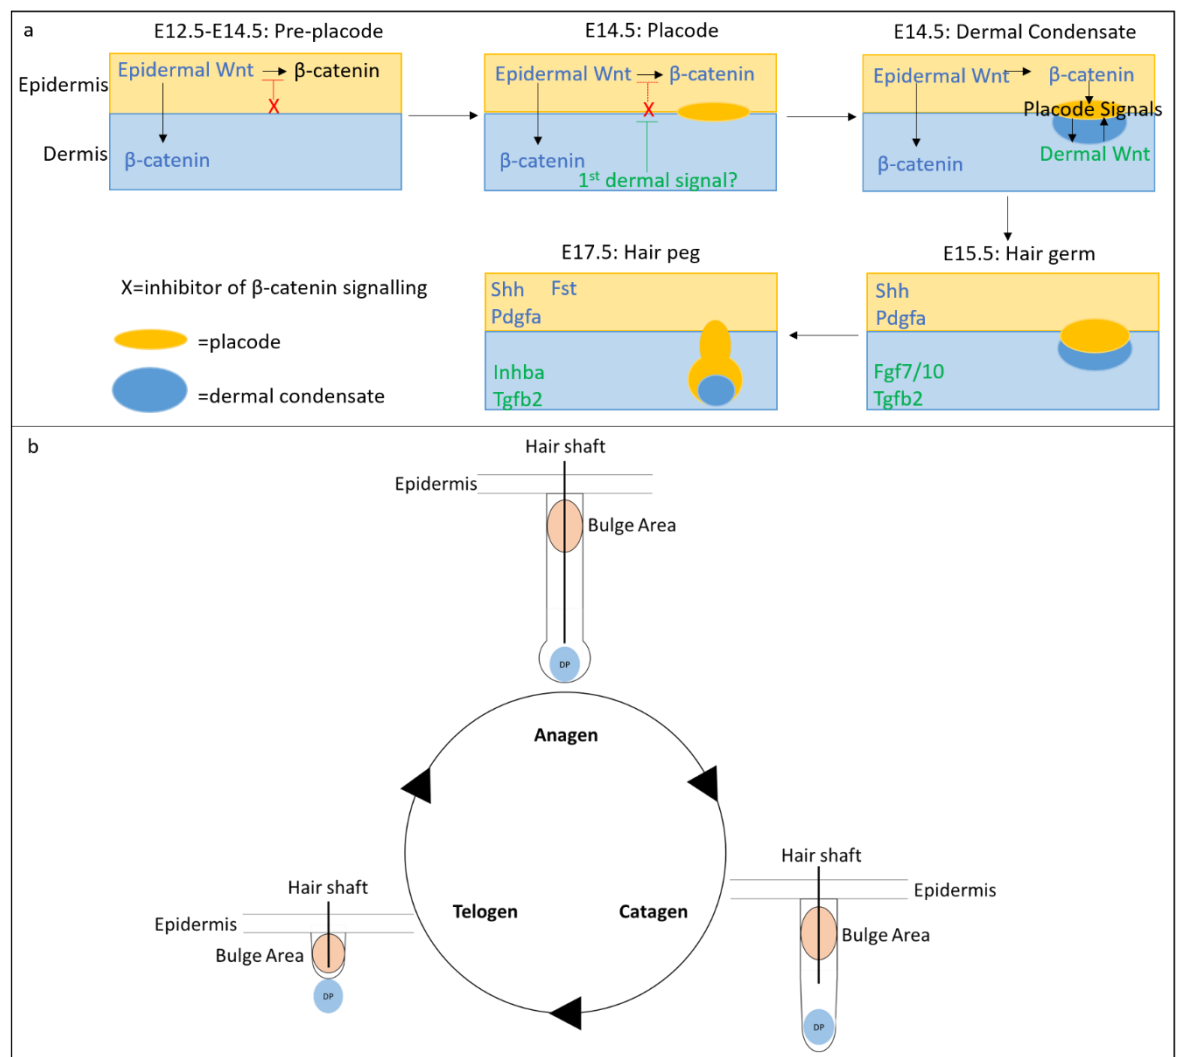 a
E12.5-E14.5: Pre-placode
Epidermis
Epidermal Wnt
β-catenin
X
Dermis
β-catenin
E14.5: Placode
Epidermal Wnt
β-catenin
X
β-catenin
1st dermal signal?
E14.5: Dermal Condensate
Epidermal Wnt
β-catenin
Placode Signals
Dermal Wnt
β-catenin
X=inhibitor of β-catenin signalling
=placode
=dermal condensate
E17.5: Hair peg
Shh Fst
Pdgfa
Inhba
Tgfb2
E15.5: Hair germ
Shh
Pdgfa
Fgf7/10
Tgfb2
b
Hair shaft
Epidermis
Bulge Area
DP
Anagen
Telogen
Catagen
Hair shaft
Epidermis
Bulge Area
DP
Hair shaft
Epidermis
Bulge Area
DP